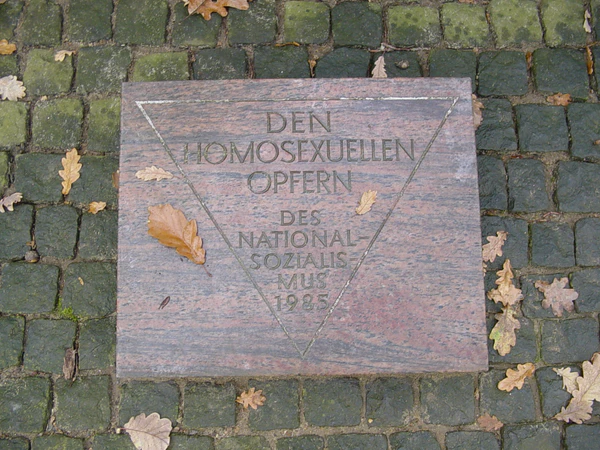 DEN
HOMOSEXUELLEN
OPFERN
DES
NATIONAL-
SOZIALIS-
MUS
1985